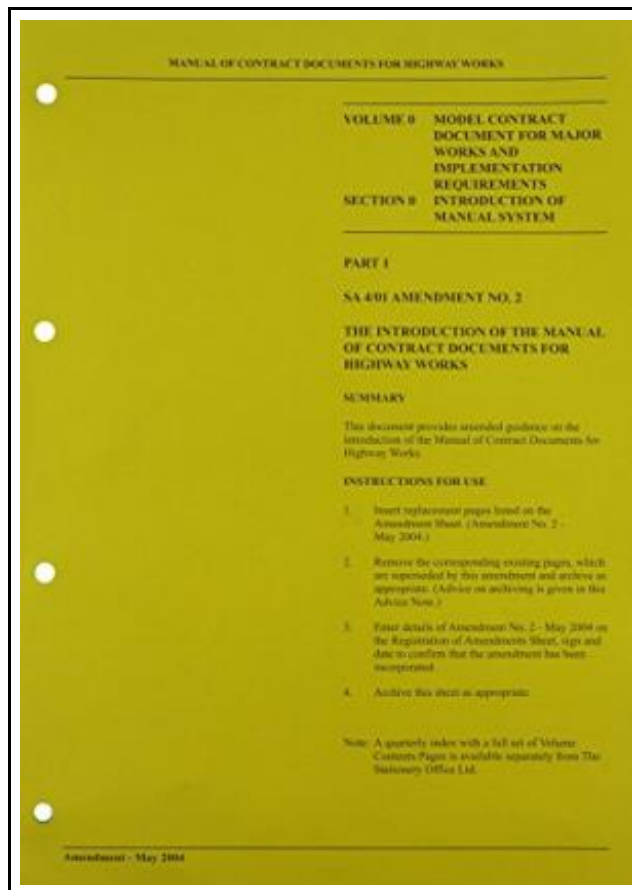 MANUAL OF CONTRACT DOCUMENTS FOR HIGHWAY WORKS
VOLUME 0 MODEL CONTRACT
DOCUMENT FOR MAJOR
WORKS AND
IMPLEMENTATION
REQUIREMENTS
SECTION 0 INTRODUCTION OF
MANUAL SYSTEM
PART 1
SA 4/01 AMENDMENT NO. 2
THE INTRODUCTION OF THE MANUAL
OF CONTRACT DOCUMENTS FOR
HIGHWAY WORKS
SUMMARY
This document provides amended guidance on the
introduction of the Manual of Contract Documents for
Highway Works.
INSTRUCTIONS FOR USE
1. Insert replacement pages listed on the
Amendment Sheet. (Amendment No. 2 -
May 2004.)
2. Remove the corresponding existing pages, which
are superseded by this amendment and archive as
appropriate. (Advice on archiving is given in this
Advice Note.)
3. Enter details of Amendment No. 2 - May 2004 on
the Registration of Amendments Sheet, sign and
date to confirm that the amendment has been
incorporated.
4. Archive this sheet as appropriate.
Note: A quarterly index with a full set of Volume
Contents Pages is available separately from The
Stationery Office Ltd.
Amendment - May 2004